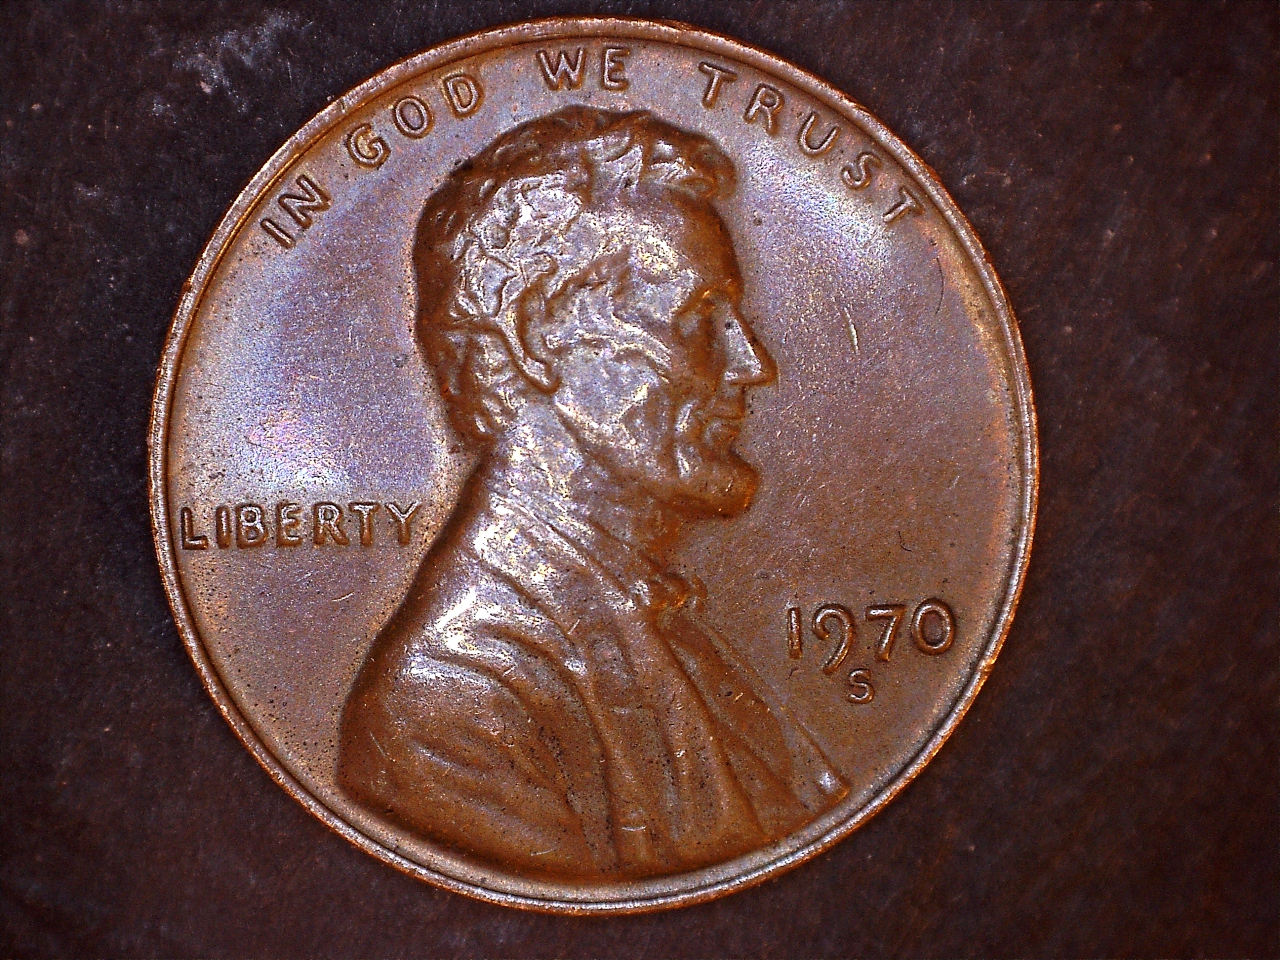 IN GOD WE TRUST
LIBERTY
1970
S